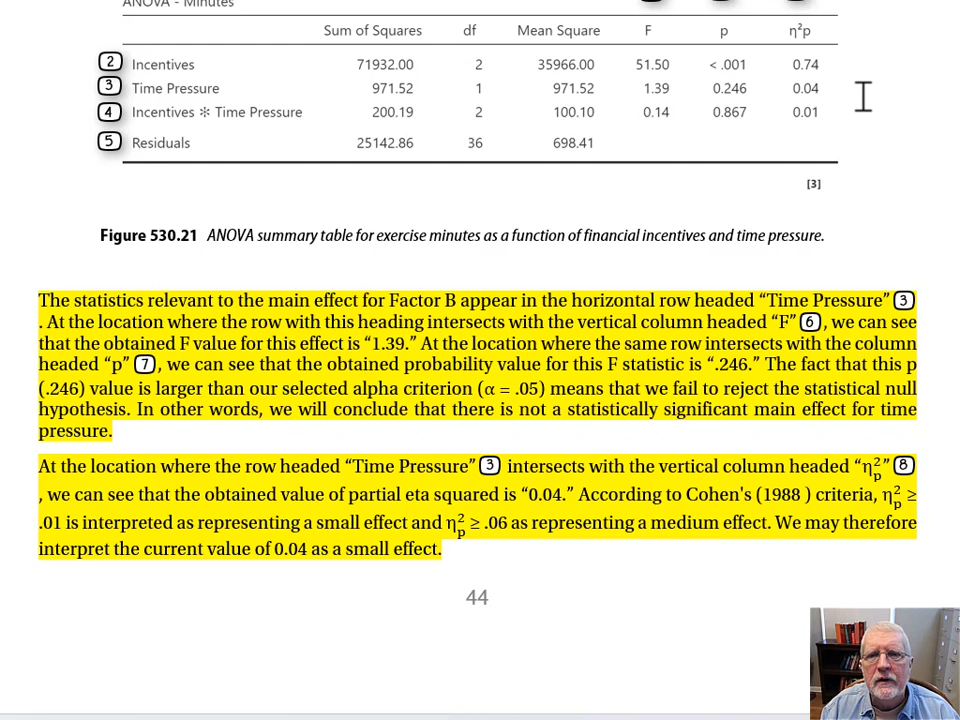 ANOVA - Minutes
Sum of Squares df Mean Square F p η²p
2 Incentives 71932.00 2 35966.00 51.50 < .001 0.74
3 Time Pressure 971.52 1 971.52 1.39 0.246 0.04
4 Incentives ✻ Time Pressure 200.19 2 100.10 0.14 0.867 0.01
5 Residuals 25142.86 36 698.41
[3]
Figure 530.21 ANOVA summary table for exercise minutes as a function of financial incentives and time pressure.
The statistics relevant to the main effect for Factor B appear in the horizontal row headed “Time Pressure” 3
. At the location where the row with this heading intersects with the vertical column headed “F” 6 , we can see
that the obtained F value for this effect is “1.39.” At the location where the same row intersects with the column
headed “p” 7 , we can see that the obtained probability value for this F statistic is “.246.” The fact that this p
(.246) value is larger than our selected alpha criterion (α = .05) means that we fail to reject the statistical null
hypothesis. In other words, we will conclude that there is not a statistically significant main effect for time
pressure.
At the location where the row headed “Time Pressure” 3 intersects with the vertical column headed “η²p” 8
, we can see that the obtained value of partial eta squared is “0.04.” According to Cohen's (1988 ) criteria, η²p ≥
.01 is interpreted as representing a small effect and η²p ≥ .06 as representing a medium effect. We may therefore
interpret the current value of 0.04 as a small effect.
44